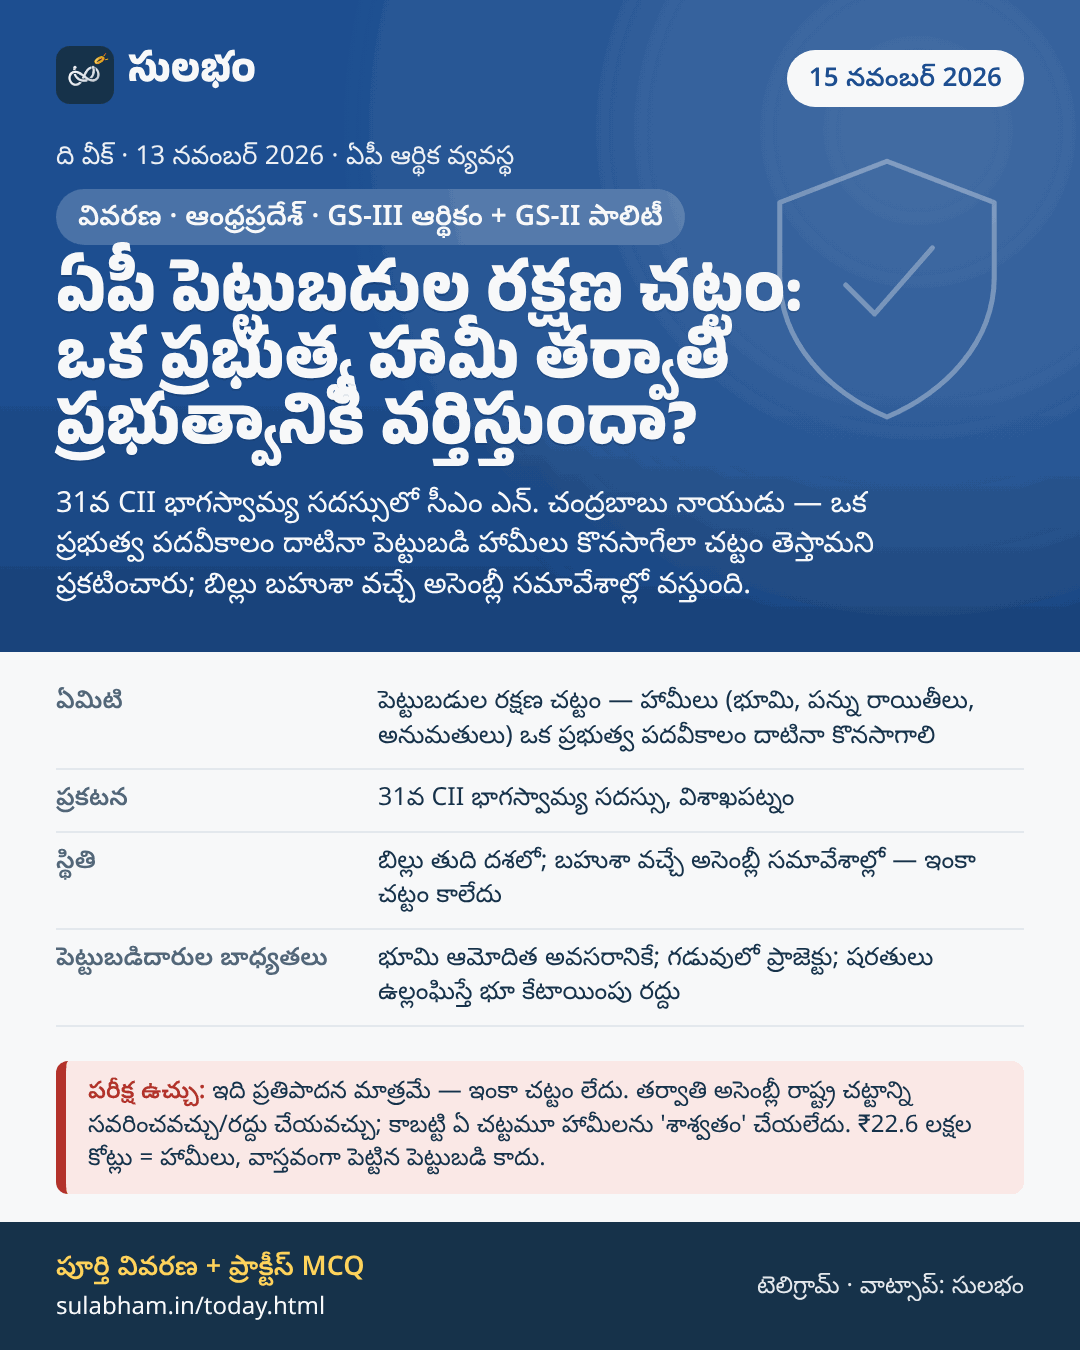 సులభం
15 నవంబర్ 2026
ది వీక్ · 13 నవంబర్ 2026 · ఏపీ ఆర్థిక వ్యవస్థ
వివరణ · ఆంధ్రప్రదేశ్ · GS-III ఆర్థికం + GS-II పాలిటీ
ఏపీ పెట్టుబడుల రక్షణ చట్టం:
ఒక ప్రభుత్వ హామీ తర్వాతి
ప్రభుత్వానికీ వర్తిస్తుందా?
31వ CII భాగస్వామ్య సదస్సులో సీఎం ఎన్. చంద్రబాబు నాయుడు — ఒక
ప్రభుత్వ పదవీకాలం దాటినా పెట్టుబడి హామీలు కొనసాగేలా చట్టం తెస్తామని
ప్రకటించారు; బిల్లు బహుశా వచ్చే అసెంబ్లీ సమావేశాల్లో వస్తుంది.
ఏమిటి
పెట్టుబడుల రక్షణ చట్టం — హామీలు (భూమి, పన్ను రాయితీలు,
అనుమతులు) ఒక ప్రభుత్వ పదవీకాలం దాటినా కొనసాగాలి
ప్రకటన
31వ CII భాగస్వామ్య సదస్సు, విశాఖపట్నం
స్థితి
బిల్లు తుది దశలో; బహుశా వచ్చే అసెంబ్లీ సమావేశాల్లో — ఇంకా
చట్టం కాలేదు
పెట్టుబడిదారుల బాధ్యతలు
భూమి ఆమోదిత అవసరానికే; గడువులో ప్రాజెక్టు; షరతులు
ఉల్లంఘిస్తే భూ కేటాయింపు రద్దు
పరీక్ష ఉచ్చు: ఇది ప్రతిపాదన మాత్రమే — ఇంకా చట్టం లేదు. తర్వాతి అసెంబ్లీ రాష్ట్ర చట్టాన్ని
సవరించవచ్చు/రద్దు చేయవచ్చు; కాబట్టి ఏ చట్టమూ హామీలను 'శాశ్వతం' చేయలేదు. ₹22.6 లక్షల
కోట్లు = హామీలు, వాస్తవంగా పెట్టిన పెట్టుబడి కాదు.
పూర్తి వివరణ + ప్రాక్టీస్ MCQ
sulabham.in/today.html
టెలిగ్రామ్ · వాట్సాప్: సులభం